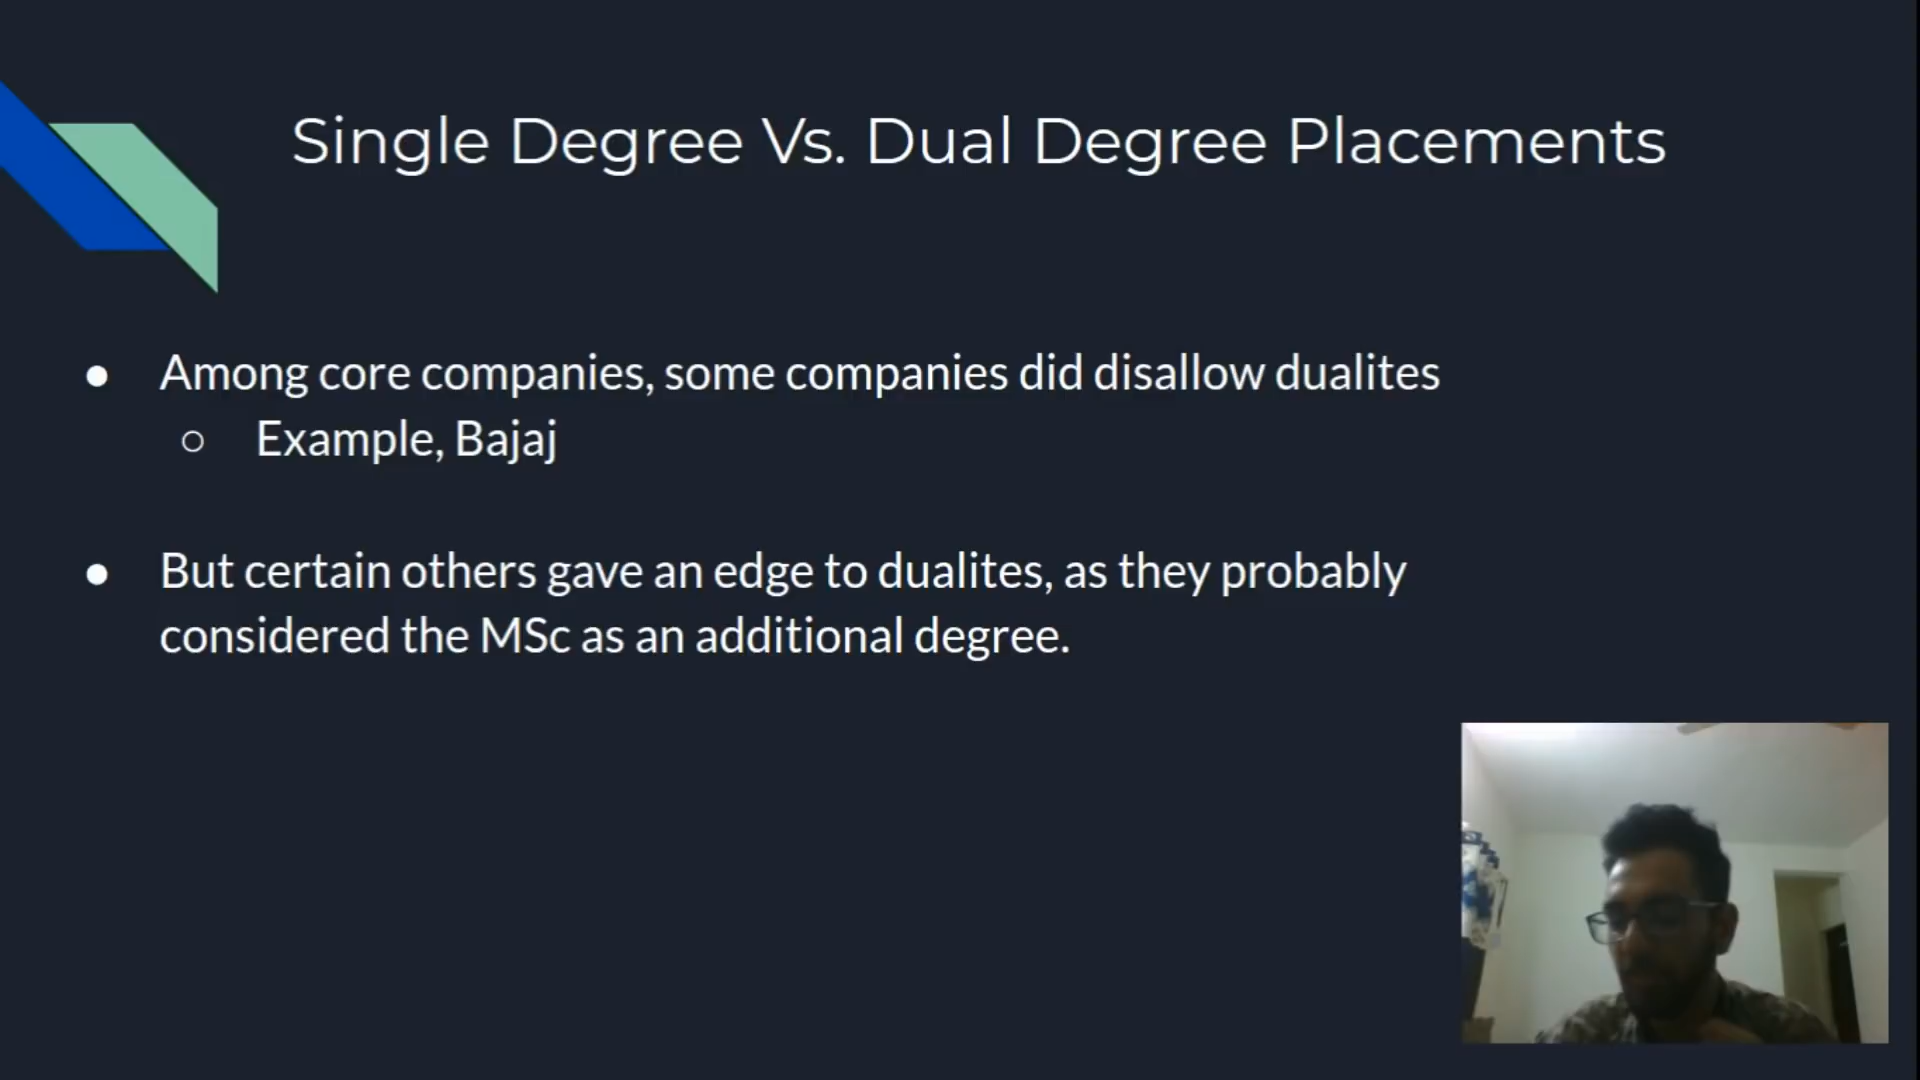 Single Degree Vs. Dual Degree Placements
● Among core companies, some companies did disallow dualites
○ Example, Bajaj
● But certain others gave an edge to dualites, as they probably
considered the MSc as an additional degree.